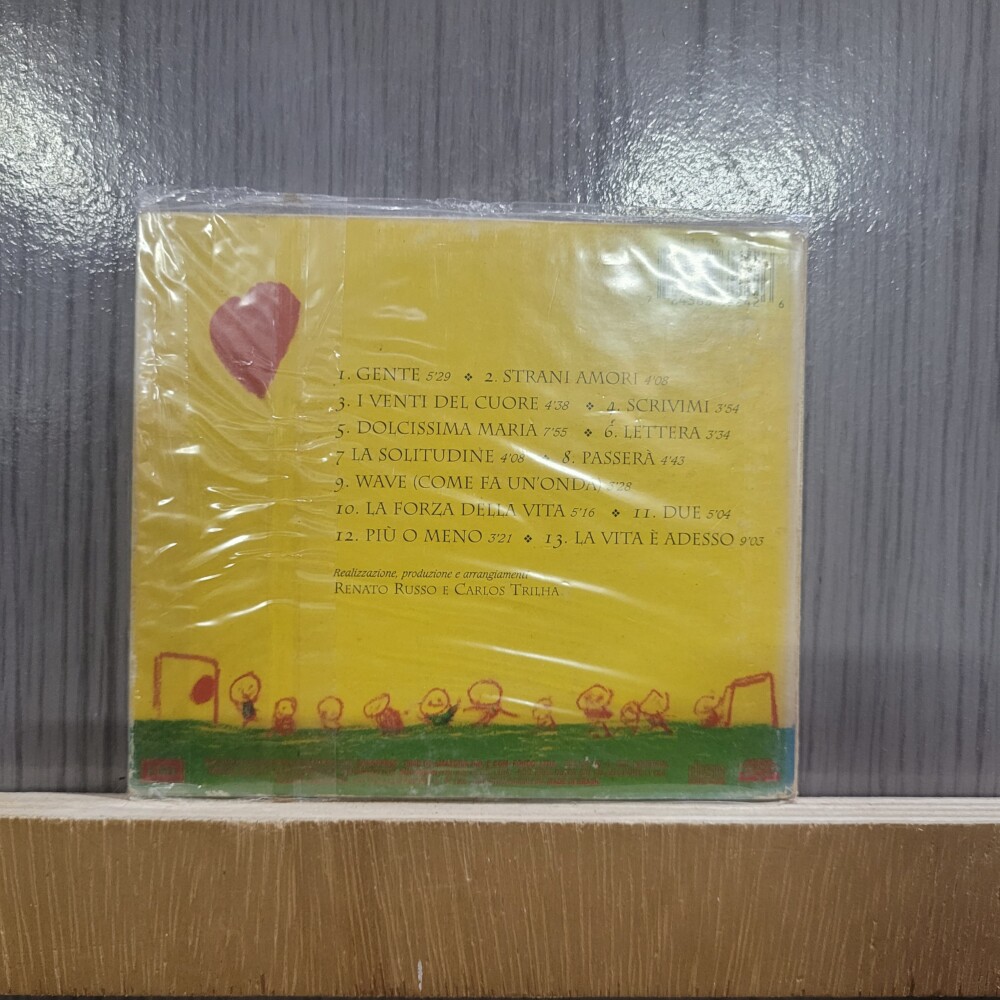 1. GENTE 5'29 ❖ 2. STRANI AMORI 4'08
3. I VENTI DEL CUORE 4'38 ❖ 4. SCRIVIMI 3'54
5. DOLCISSIMA MARIA 7'55 ❖ 6. LETTERA 3'34
7 LA SOLITUDINE 4'08 ❖ 8. PASSERÀ 4'43
9. WAVE (COME FA UN'ONDA) 3'28
10. LA FORZA DELLA VITA 5'16 ❖ 11. DUE 5'04
12. PIÙ O MENO 3'21 ❖ 13. LA VITA È ADESSO 9'03
Realizzazione, produzione e arrangiamenti
RENATO RUSSO E CARLOS TRILHA